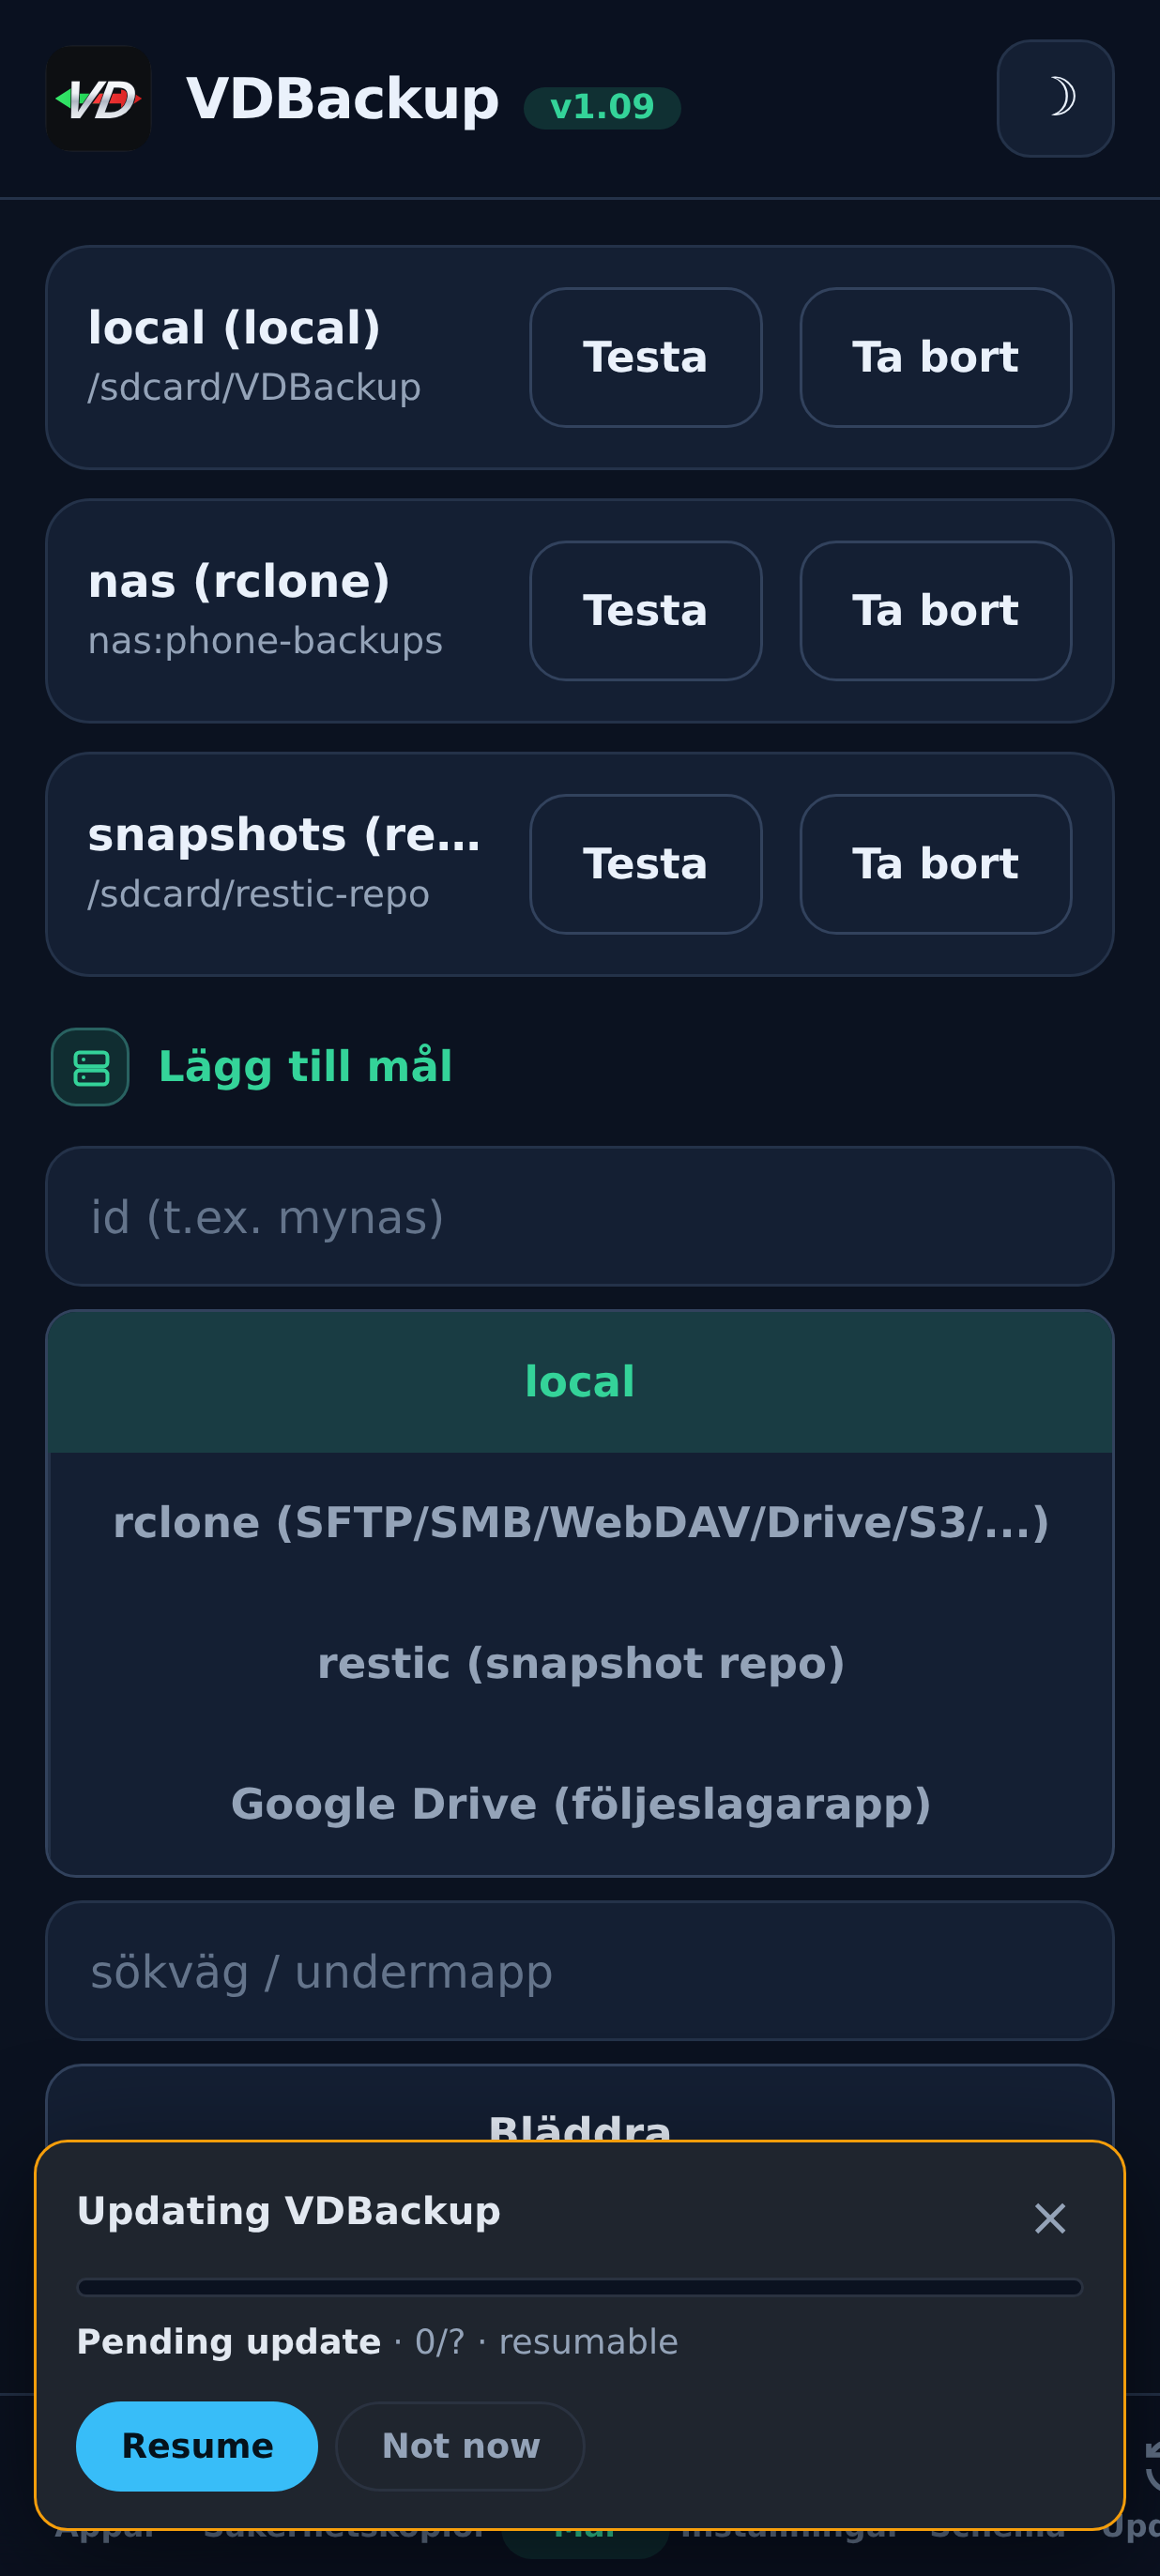 VD
VDBackup v1.09
local (local)
/sdcard/VDBackup
Testa
Ta bort
nas (rclone)
nas:phone-backups
Testa
Ta bort
snapshots (re…
/sdcard/restic-repo
Testa
Ta bort
Lägg till mål
id (t.ex. mynas)
local
rclone (SFTP/SMB/WebDAV/Drive/S3/...)
restic (snapshot repo)
Google Drive (följeslagarapp)
sökväg / undermapp
Bläddra
Updating VDBackup
Pending update · 0/? · resumable
Resume
Not now